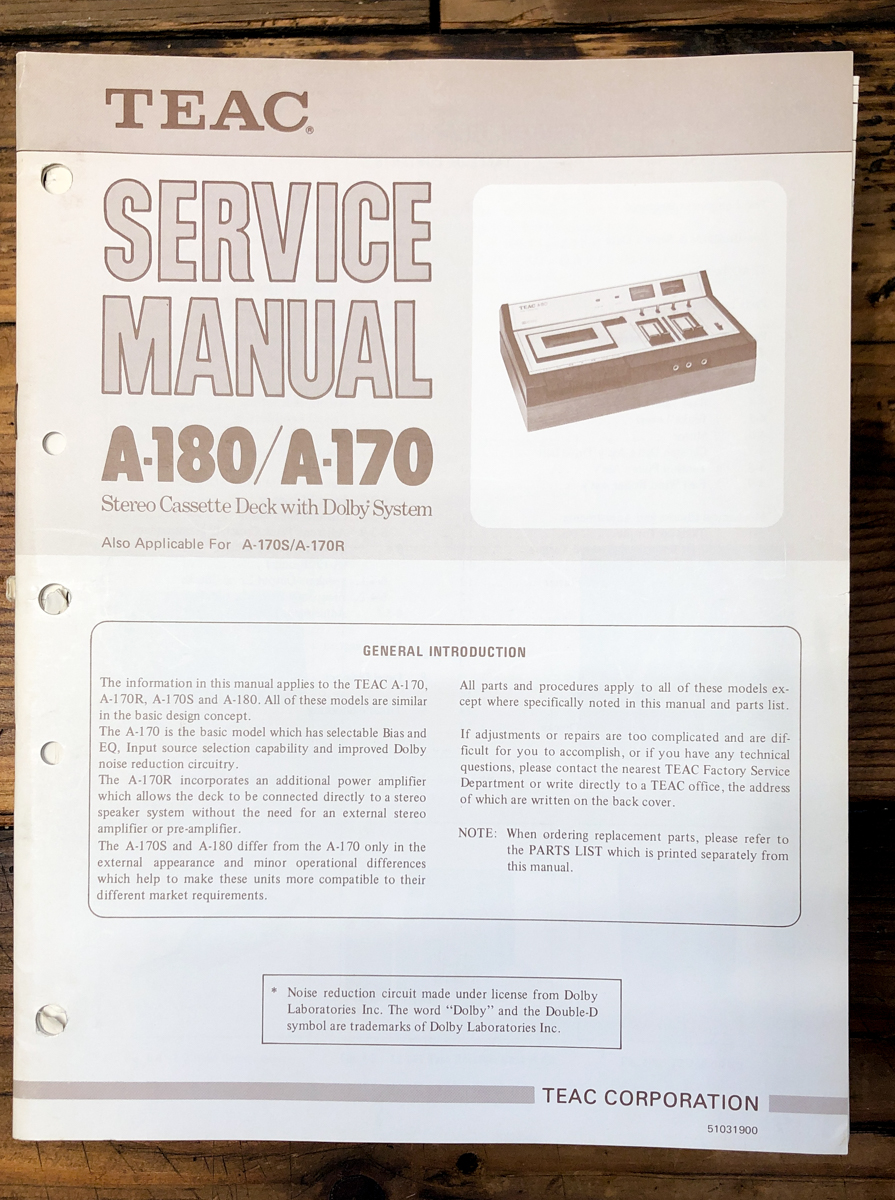 TEAC®
SERVICE
MANUAL
A-180/A-170
Stereo Cassette Deck with Dolby* System
Also Applicable For A-170S/A-170R
TEAC
GENERAL INTRODUCTION
The information in this manual applies to the TEAC A-170,
A-170R, A-170S and A-180. All of these models are similar
in the basic design concept.
The A-170 is the basic model which has selectable Bias and
EQ, Input source selection capability and improved Dolby
noise reduction circuitry.
The A-170R incorporates an additional power amplifier
which allows the deck to be connected directly to a stereo
speaker system without the need for an external stereo
amplifier or pre-amplifier.
The A-170S and A-180 differ from the A-170 only in the
external appearance and minor operational differences
which help to make these units more compatible to their
different market requirements.
All parts and procedures apply to all of these models ex-
cept where specifically noted in this manual and parts list.
If adjustments or repairs are too complicated and are dif-
ficult for you to accomplish, or if you have any technical
questions, please contact the nearest TEAC Factory Service
Department or write directly to a TEAC office, the address
of which are written on the back cover.
NOTE: When ordering replacement parts, please refer to
the PARTS LIST which is printed separately from
this manual.
* Noise reduction circuit made under license from Dolby
Laboratories Inc. The word “Dolby” and the Double-D
symbol are trademarks of Dolby Laboratories Inc.
TEAC CORPORATION
51031900